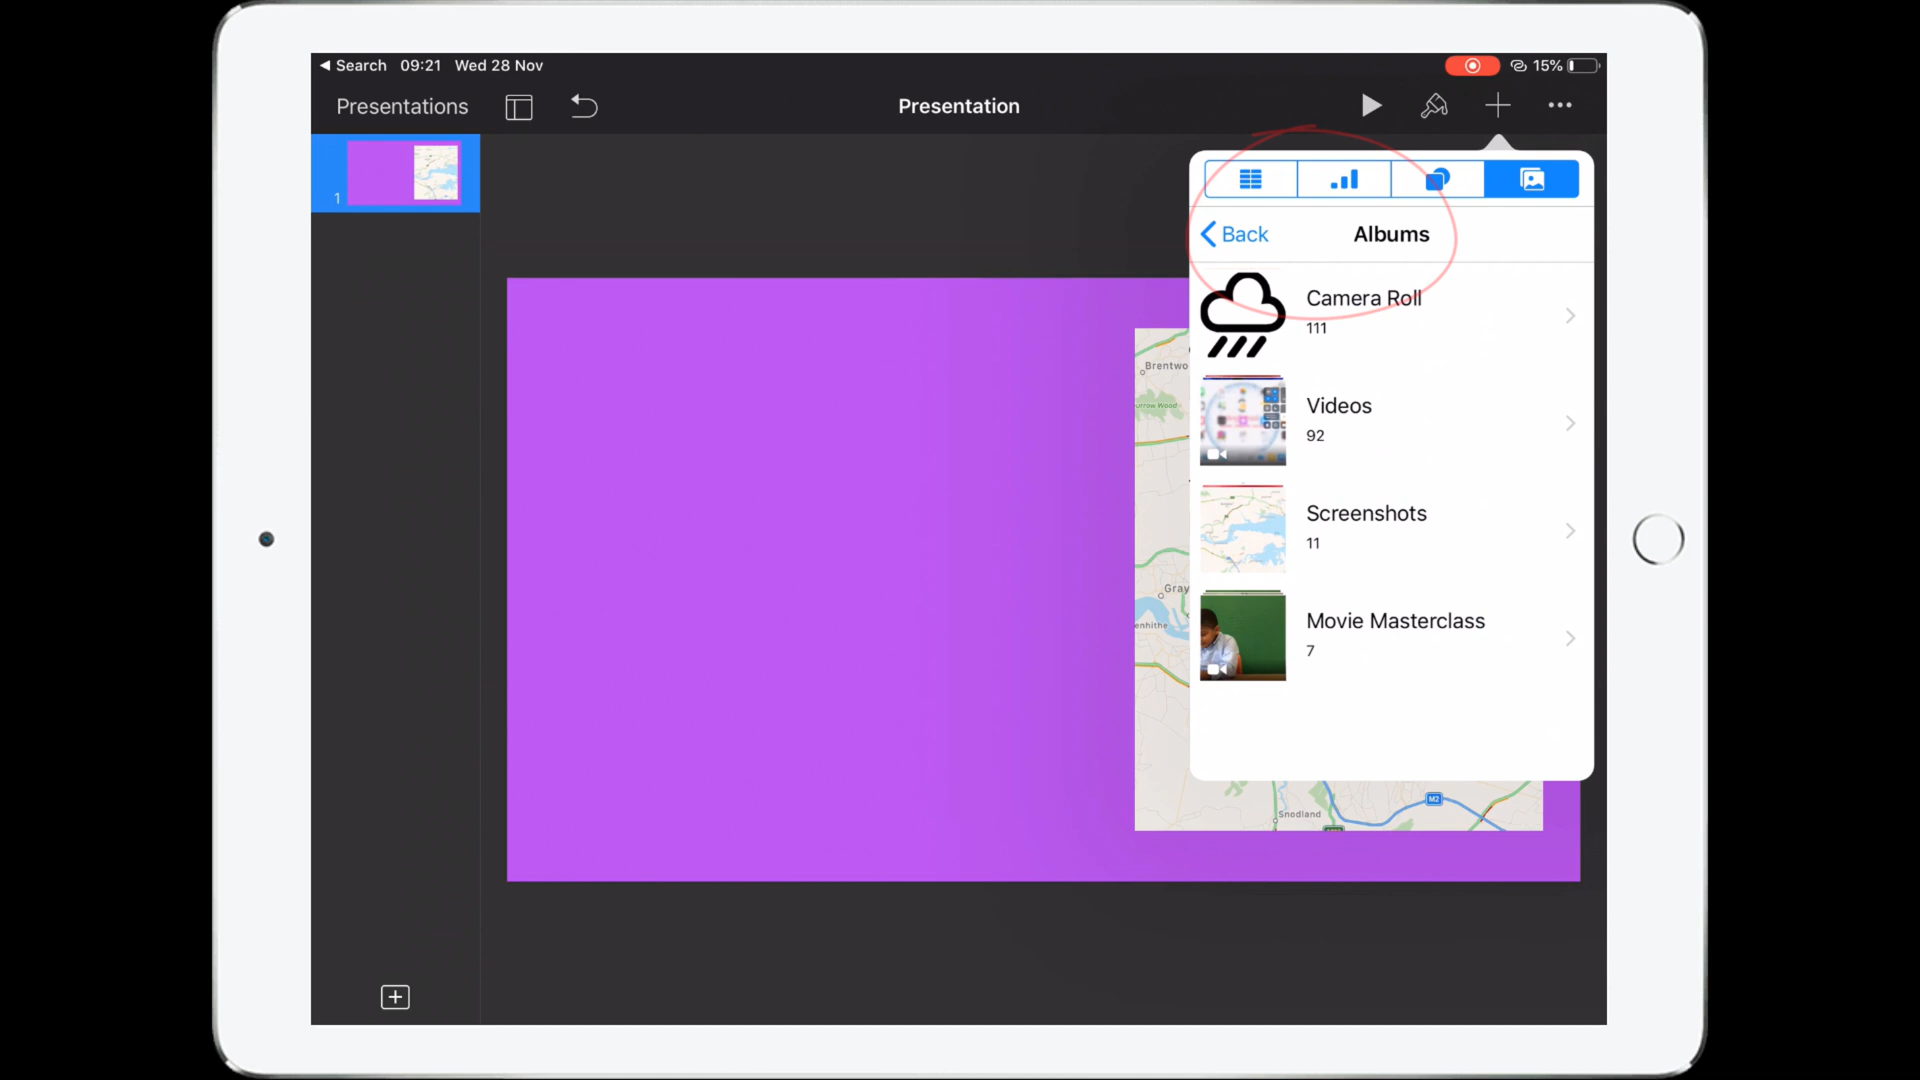 Search 09:21 Wed 28 Nov
15%
Presentations
Presentation
1
Back
Albums
Camera Roll
111
Videos
92
Screenshots
11
Movie Masterclass
7
Brentwo
Gray
enhithe
M2
Snodland